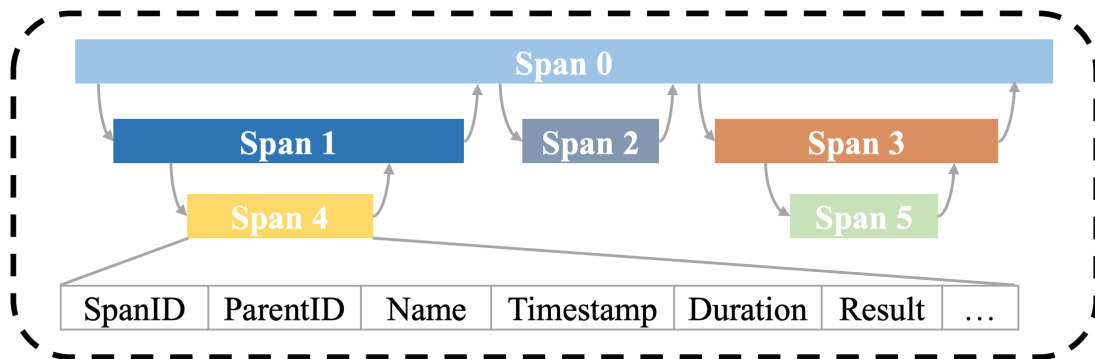 Span 0
Span 1 Span 2 Span 3
Span 4 Span 5
SpanID ParentID Name Timestamp Duration Result …